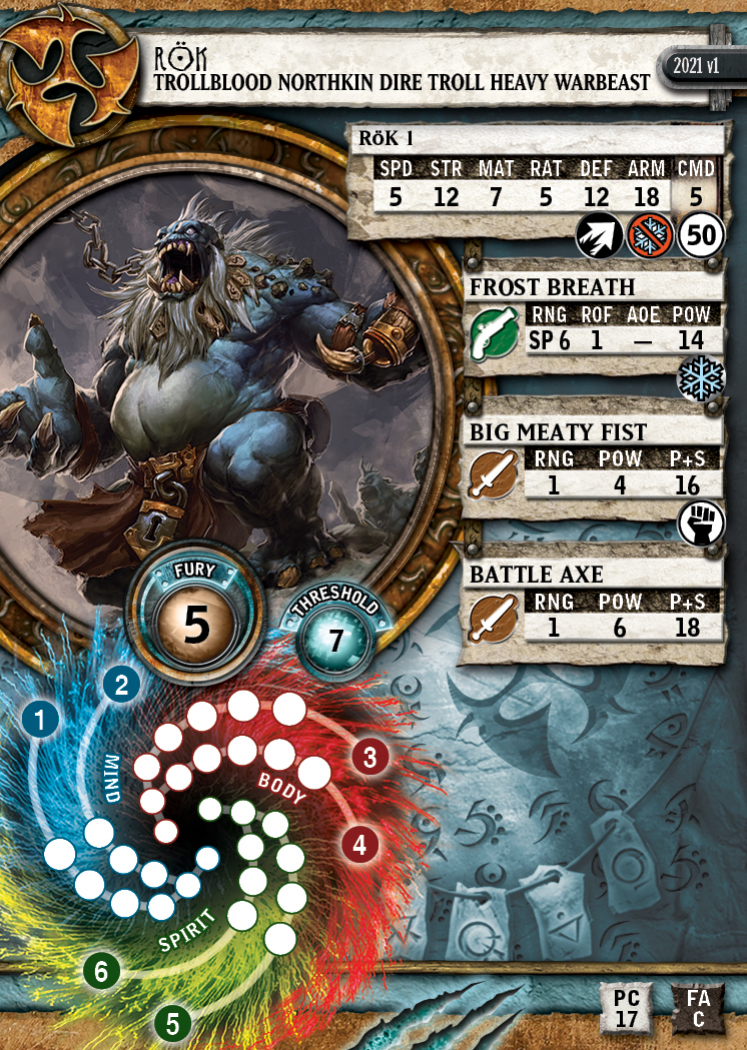 RÖK
TROLLBLOOD NORTHKIN DIRE TROLL HEAVY WARBEAST
2021 v1
RÖK 1
SPD STR MAT RAT DEF ARM CMD
5 12 7 5 12 18 5
50
FROST BREATH
RNG ROF AOE POW
SP 6 1 — 14
BIG MEATY FIST
RNG POW P+S
1 4 16
BATTLE AXE
RNG POW P+S
1 6 18
FURY
5
THRESHOLD
7
1
2
MIND
3
BODY
4
SPIRIT
6
5
PC
17
FA
C